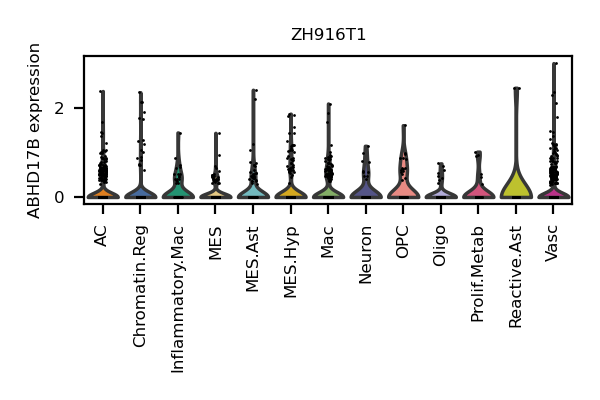 ZH916T1
ABHD17B expression
2
0
AC
Chromatin.Reg
Inflammatory.Mac
MES
MES.Ast
MES.Hyp
Mac
Neuron
OPC
Oligo
Prolif.Metab
Reactive.Ast
Vasc